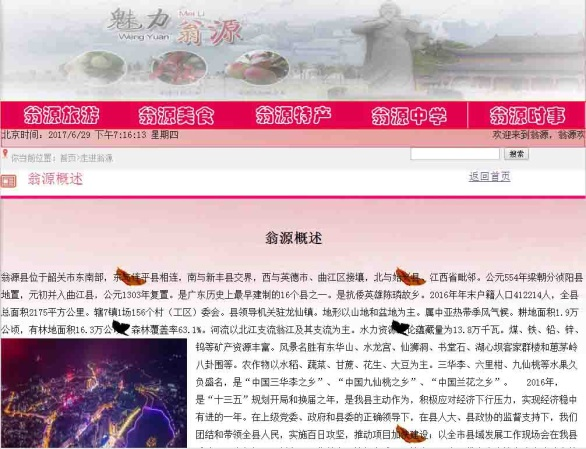 魅力
Mei Li
翁源
Weng Yuan
翁源旅游
翁源美食
翁源特产
翁源中学
翁源时事
北京时间：2017/6/29 下午7:16:13 星期四
欢迎来到翁源，翁源欢
你当前位置：首页>走进翁源
搜索
翁源概述
返回首页
翁源概述
翁源县位于韶关市东南部，东与连平县相连，南与新丰县交界，西与英德市、曲江区接壤，北与始兴县、江西省毗邻。公元554年梁朝分浈阳县
地置，元初并入曲江县，公元1303年复置。是广东历史上最早建制的16个县之一。是抗倭英雄陈璘故乡。2016年年末户籍人口412214人，全县
总面积2175平方公里。辖7镇1场156个村（工区）委会。县领导机关驻龙仙镇，地形以山地和盆地为主。属中亚热带季风气候。耕地面积1.9万
公顷，有林地面积16.3万公，森林覆盖率63.1%。河流以北江支流滃江及其支流为主。水力资源理论蕴藏量为13.8万千瓦。煤、铁、铅、锌、
钨等矿产资源丰富。风景名胜有东华山、水龙宫、仙狮洞、书堂石、湖心坝客家群楼和葸茅岭
八卦围等。农作物以水稻、蔬菜、甘蔗、花生、大豆为主。三华李、六里柑、九仙桃等水果久
负盛名，是“中国三华李之乡”、“中国九仙桃之乡”、“中国兰花之乡”。 2016年，
是“十三五”规划开局和换届之年，是我县主动作为，积极应对经济下行压力，实现经济稳中
有进的一年。在上级党委、政府和县委的正确领导下，在县人大、县政协的监督支持下，我们
团结和带领全县人民，实施百日攻坚，推动项目加快建设；以全市县域发展工作现场会在我县